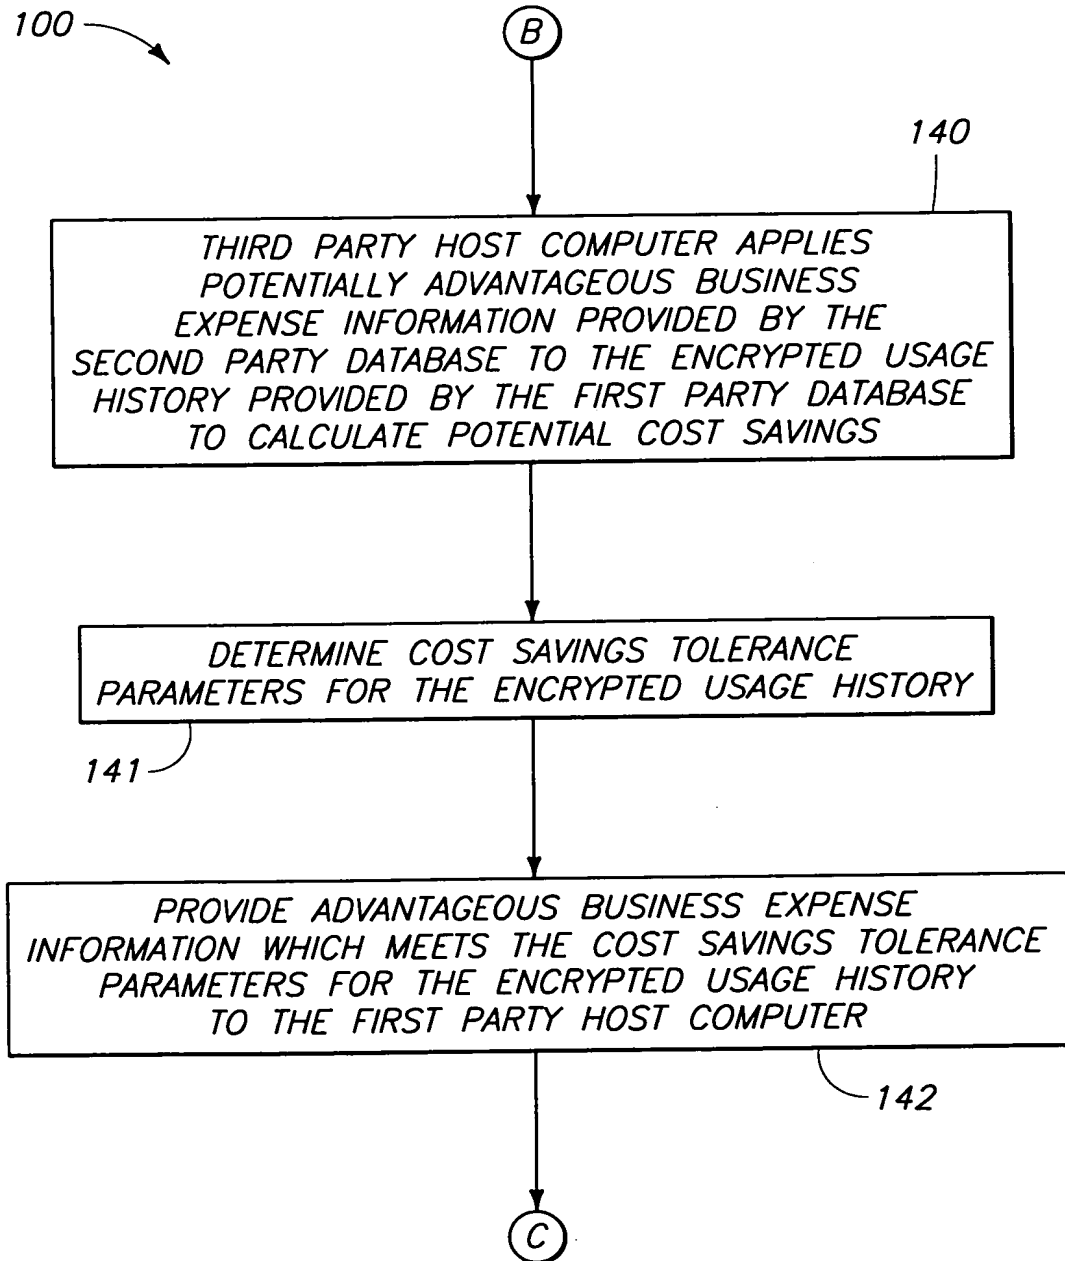 100
B
140
THIRD PARTY HOST COMPUTER APPLIES
POTENTIALLY ADVANTAGEOUS BUSINESS
EXPENSE INFORMATION PROVIDED BY THE
SECOND PARTY DATABASE TO THE ENCRYPTED USAGE
HISTORY PROVIDED BY THE FIRST PARTY DATABASE
TO CALCULATE POTENTIAL COST SAVINGS
DETERMINE COST SAVINGS TOLERANCE
PARAMETERS FOR THE ENCRYPTED USAGE HISTORY
141
PROVIDE ADVANTAGEOUS BUSINESS EXPENSE
INFORMATION WHICH MEETS THE COST SAVINGS TOLERANCE
PARAMETERS FOR THE ENCRYPTED USAGE HISTORY
TO THE FIRST PARTY HOST COMPUTER
142
C